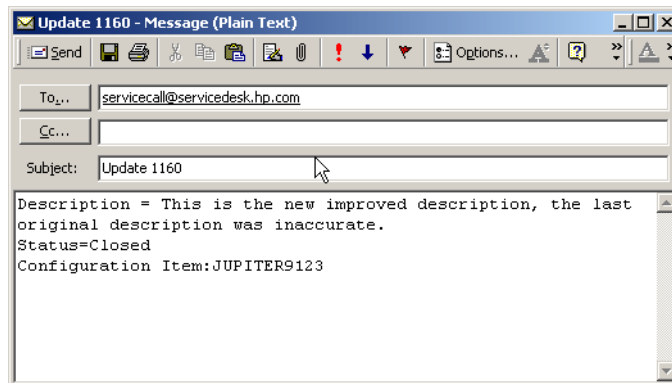 Update 1160 - Message (Plain Text)
Send Options... A ? » A
To... servicecall@servicedesk.hp.com
Cc...
Subject: Update 1160
Description = This is the new improved description, the last
original description was inaccurate.
Status=Closed
Configuration Item:JUPITER9123